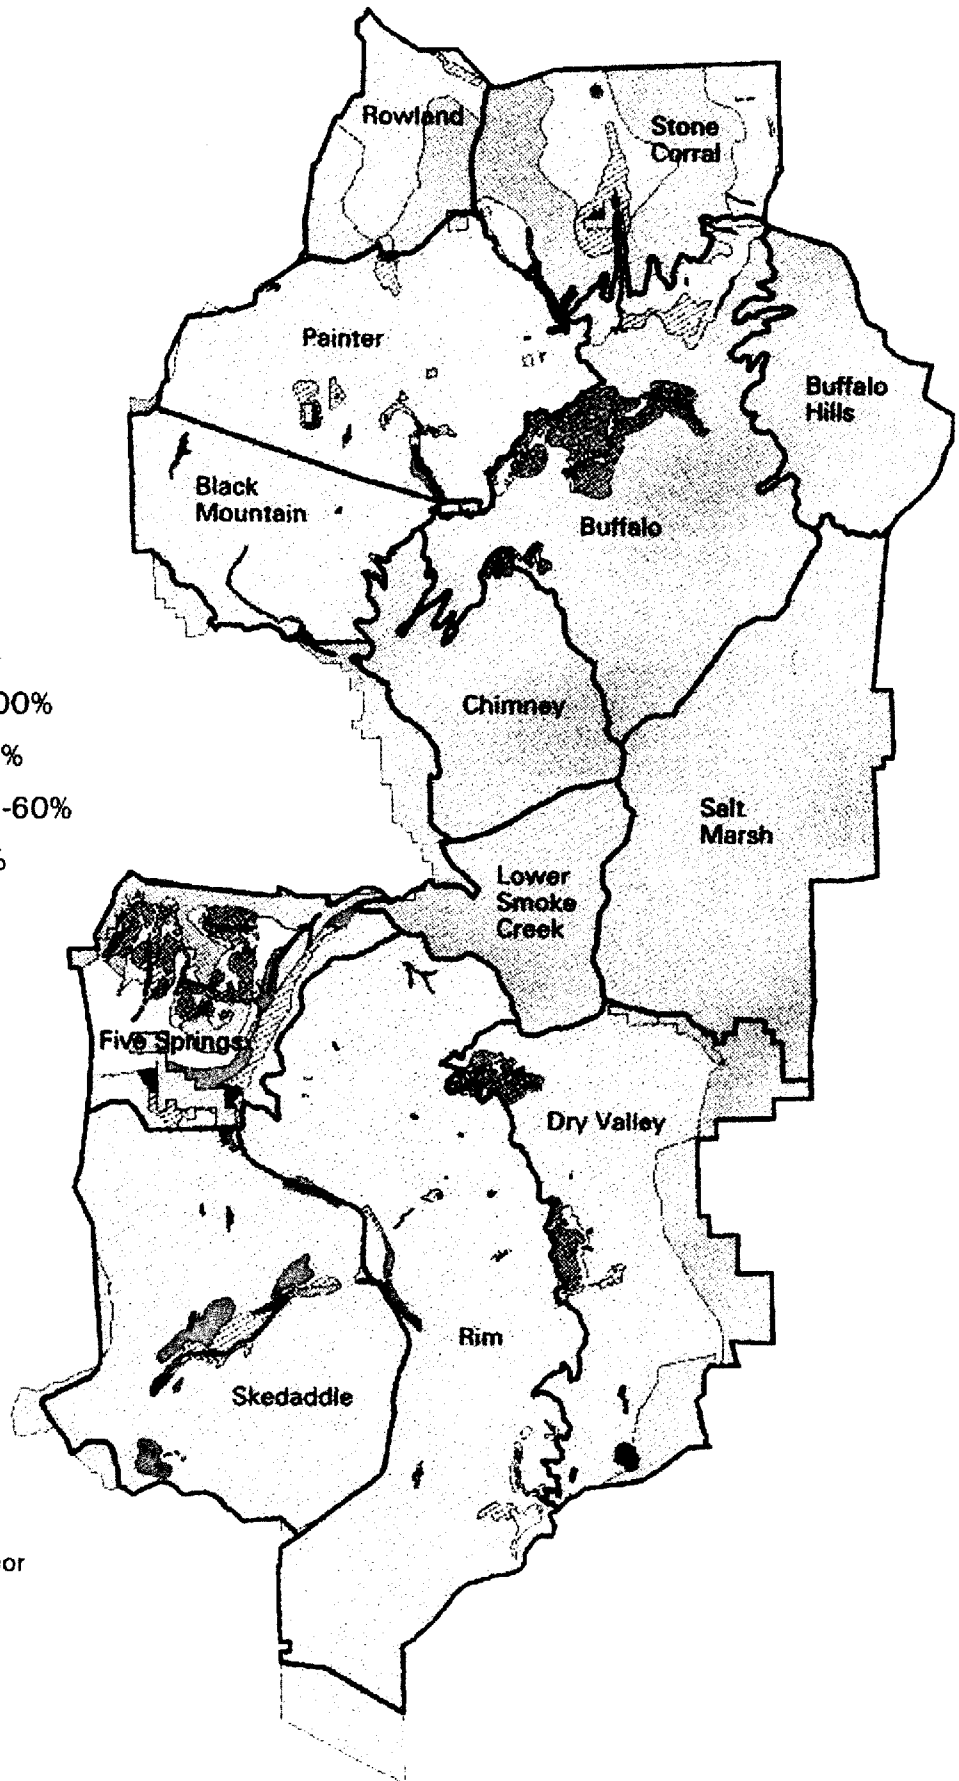 Rowland
Stone
Corral
Painter
Buffalo
Hills
Black
Mountain
Buffalo
00%
Chimney
%
-60%
Salt
Marsh
%
Lower
Smoke
Creek
Five Springs
Dry Valley
Rim
Skedaddle
or